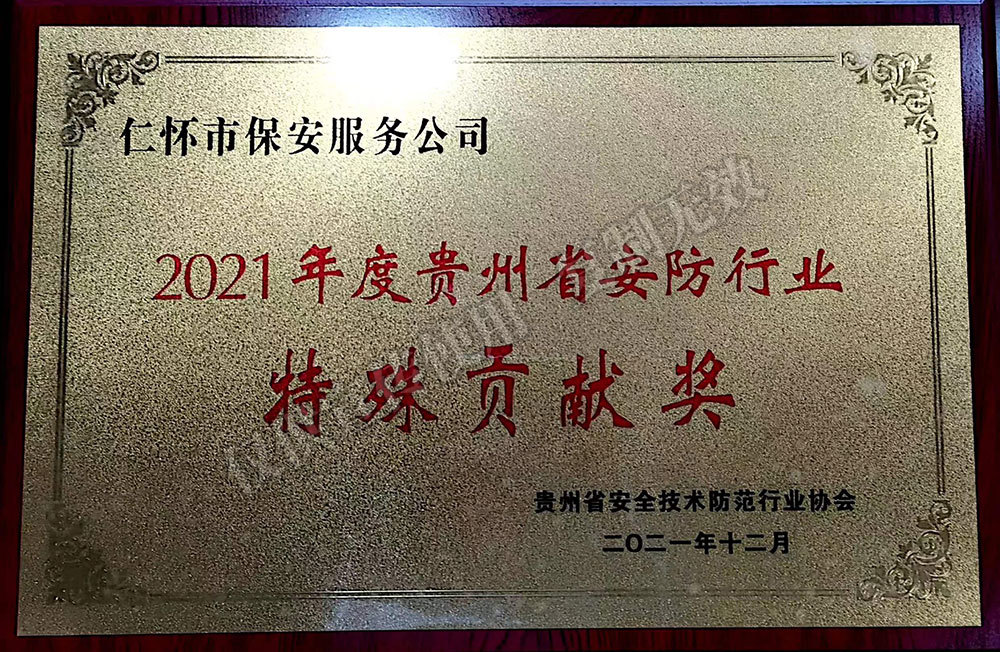 仁怀市保安服务公司
2021年度贵州省安防行业
特殊贡献奖
贵州省安全技术防范行业协会
二〇二一年十二月